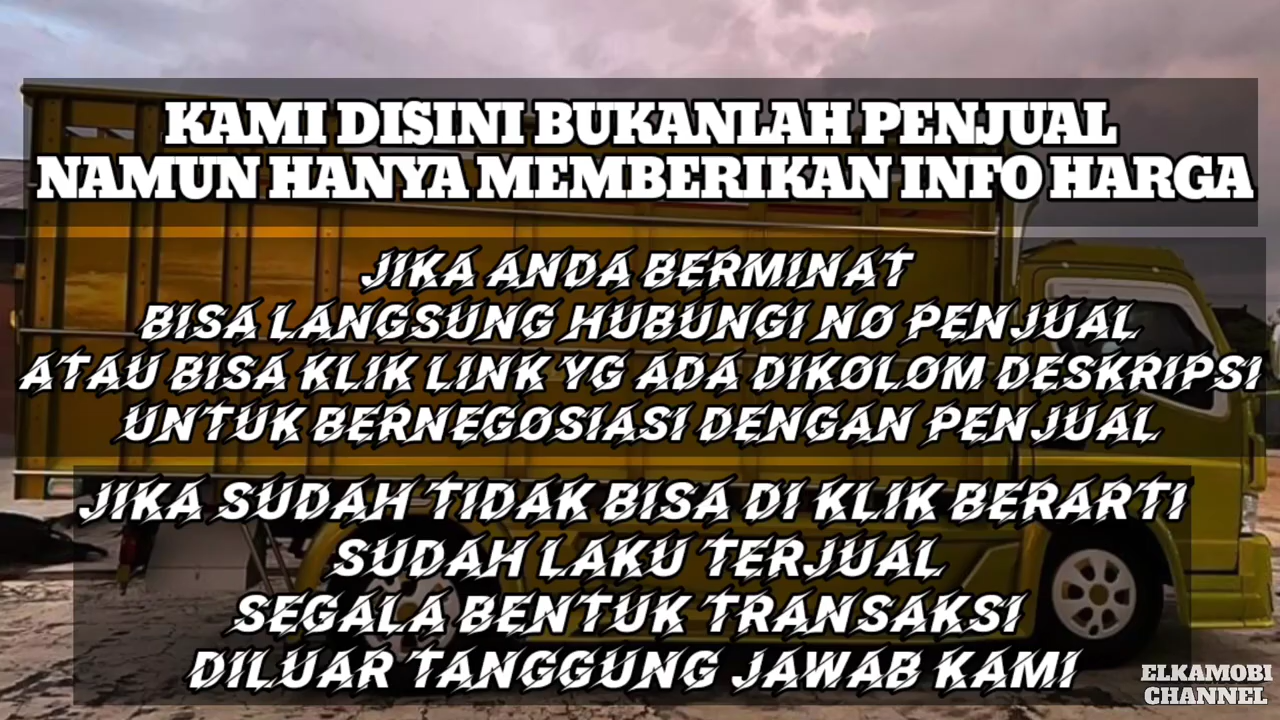 KAMI DISINI BUKANLAH PENJUAL
NAMUN HANYA MEMBERIKAN INFO HARGA
JIKA ANDA BERMINAT
BISA LANGSUNG HUBUNGI NO PENJUAL
ATAU BISA KLIK LINK YG ADA DIKOLOM DESKRIPSI
UNTUK BERNEGOSIASI DENGAN PENJUAL
JIKA SUDAH TIDAK BISA DI KLIK BERARTI
SUDAH LAKU TERJUAL
SEGALA BENTUK TRANSAKSI
DILUAR TANGGUNG JAWAB KAMI
ELKAMOBI
CHANNEL